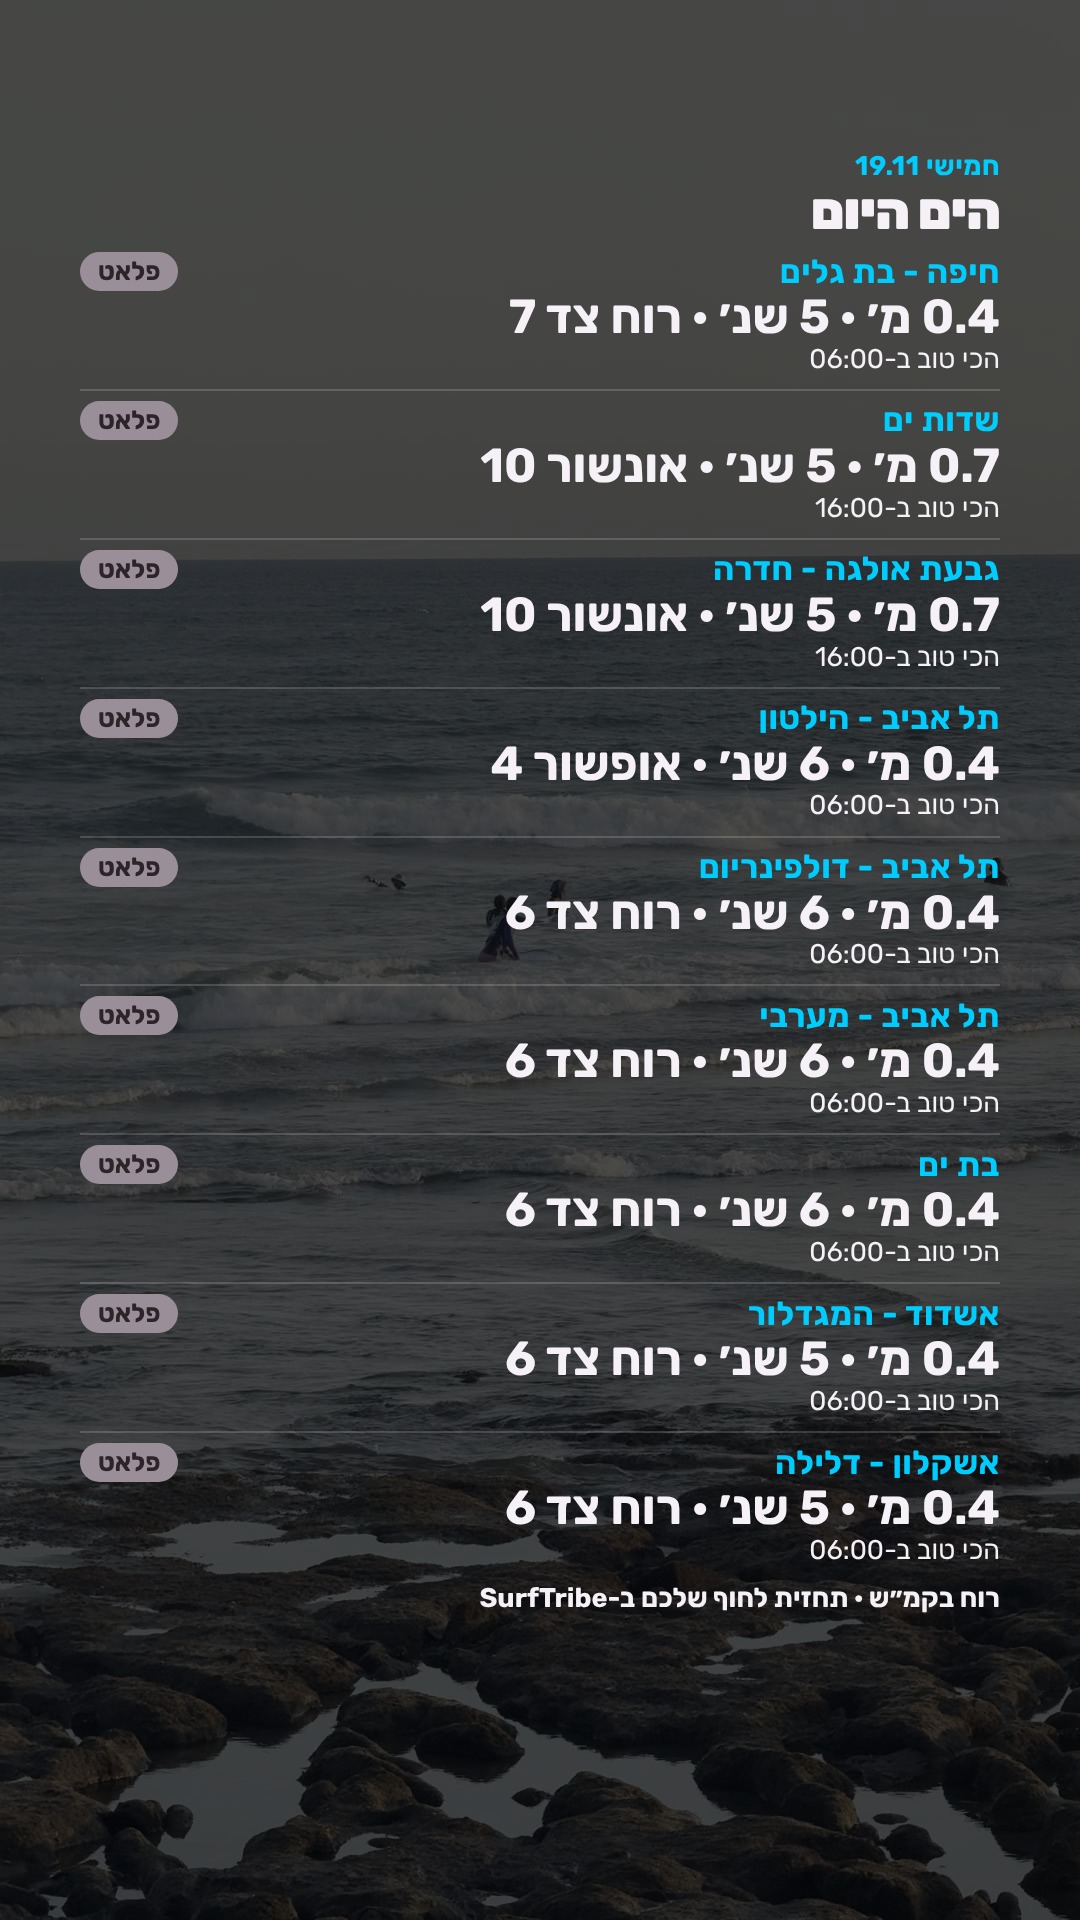 חמישי 19.11
הים היום
חיפה - בת גלים
פלאט
0.4 מ׳ • 5 שנ׳ • רוח צד 7
הכי טוב ב-06:00
שדות ים
פלאט
0.7 מ׳ • 5 שנ׳ • אונשור 10
הכי טוב ב-16:00
גבעת אולגה - חדרה
פלאט
0.7 מ׳ • 5 שנ׳ • אונשור 10
הכי טוב ב-16:00
תל אביב - הילטון
פלאט
0.4 מ׳ • 6 שנ׳ • אופשור 4
הכי טוב ב-06:00
תל אביב - דולפינריום
פלאט
0.4 מ׳ • 6 שנ׳ • רוח צד 6
הכי טוב ב-06:00
תל אביב - מערבי
פלאט
0.4 מ׳ • 6 שנ׳ • רוח צד 6
הכי טוב ב-06:00
בת ים
פלאט
0.4 מ׳ • 6 שנ׳ • רוח צד 6
הכי טוב ב-06:00
אשדוד - המגדלור
פלאט
0.4 מ׳ • 5 שנ׳ • רוח צד 6
הכי טוב ב-06:00
אשקלון - דלילה
פלאט
0.4 מ׳ • 5 שנ׳ • רוח צד 6
הכי טוב ב-06:00
רוח בקמ״ש • תחזית לחוף שלכם ב-SurfTribe